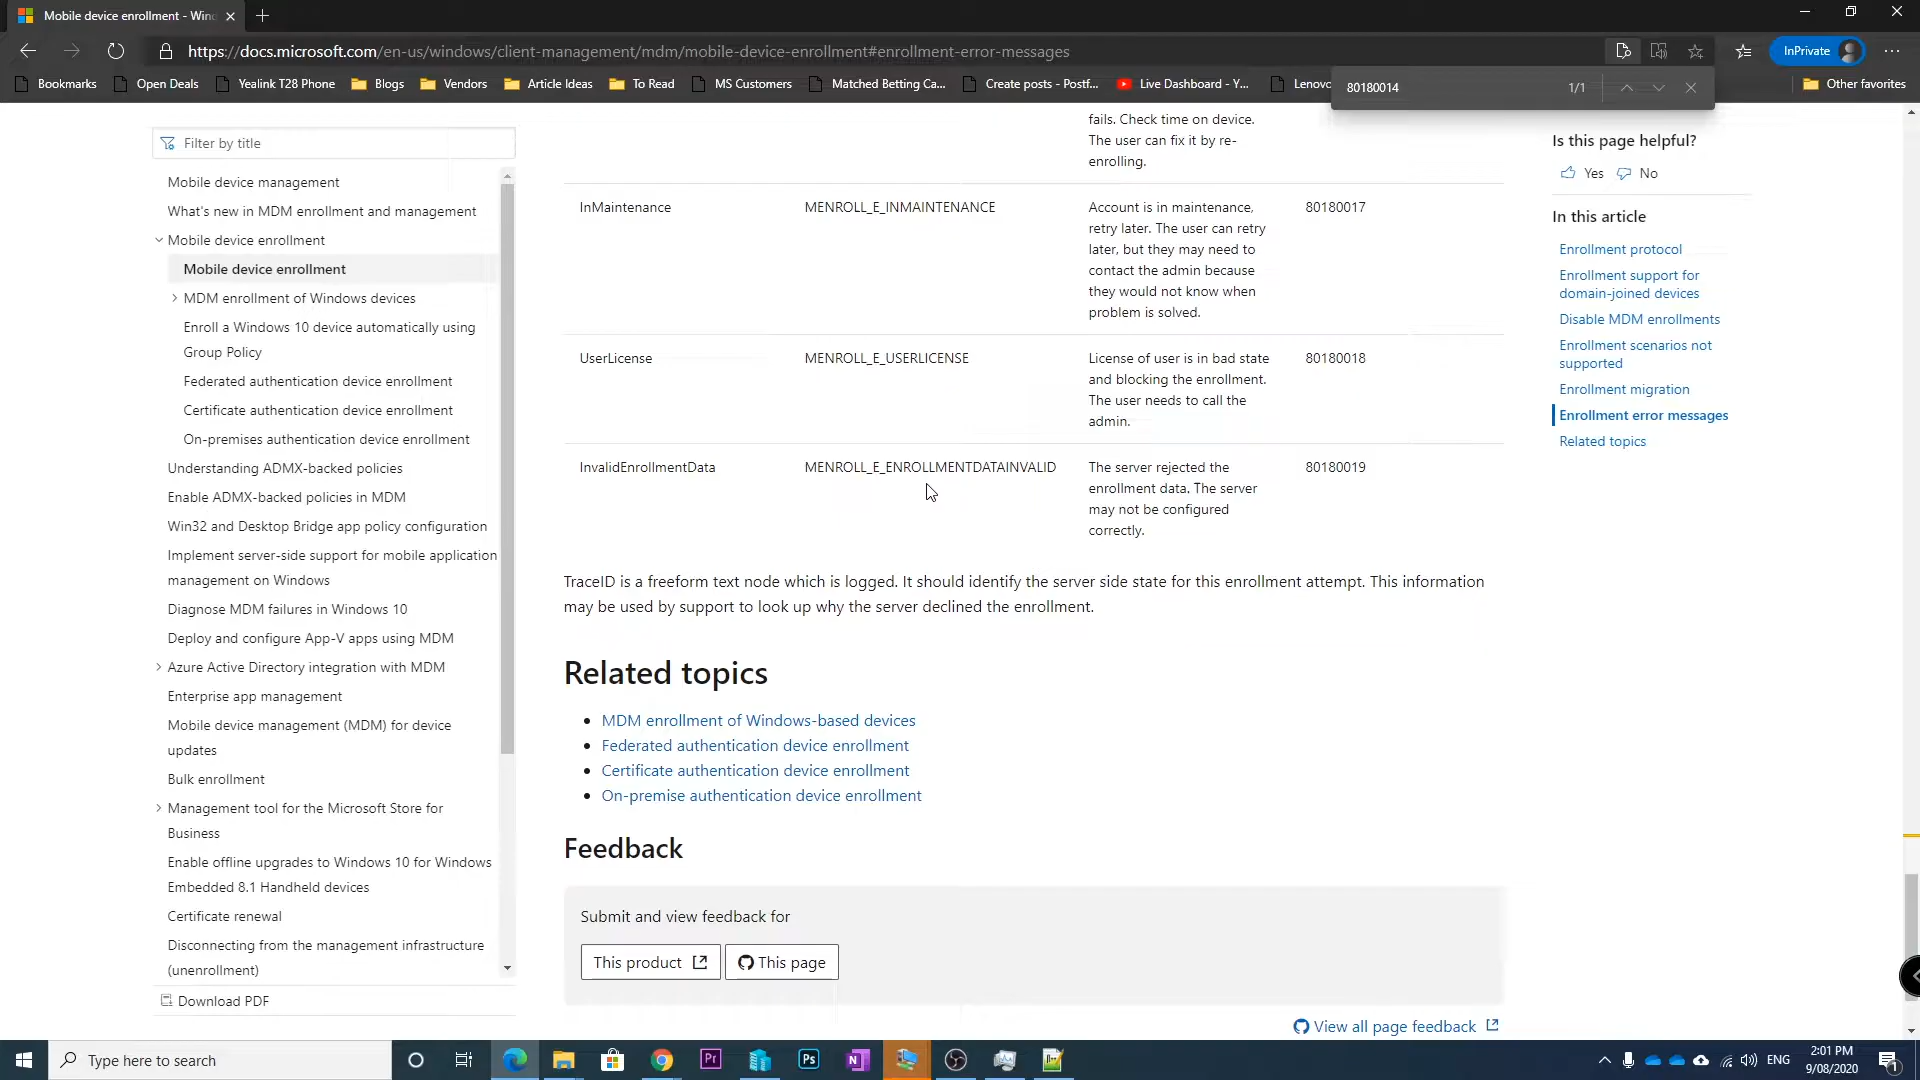 Mobile device enrollment - Wind
https://docs.microsoft.com/en-us/windows/client-management/mdm/mobile-device-enrollment#enrollment-error-messages
InPrivate
Bookmarks
Open Deals
Yealink T28 Phone
Blogs
Vendors
Article Ideas
To Read
MS Customers
Matched Betting Ca...
Create posts - Postf...
Live Dashboard - Y...
Lenovo
Other favorites
80180014
1/1
Filter by title
Mobile device management
What's new in MDM enrollment and management
Mobile device enrollment
Mobile device enrollment
MDM enrollment of Windows devices
Enroll a Windows 10 device automatically using
Group Policy
Federated authentication device enrollment
Certificate authentication device enrollment
On-premises authentication device enrollment
Understanding ADMX-backed policies
Enable ADMX-backed policies in MDM
Win32 and Desktop Bridge app policy configuration
Implement server-side support for mobile application
management on Windows
Diagnose MDM failures in Windows 10
Deploy and configure App-V apps using MDM
Azure Active Directory integration with MDM
Enterprise app management
Mobile device management (MDM) for device
updates
Bulk enrollment
Management tool for the Microsoft Store for
Business
Enable offline upgrades to Windows 10 for Windows
Embedded 8.1 Handheld devices
Certificate renewal
Disconnecting from the management infrastructure
(unenrollment)
Download PDF
fails. Check time on device.
The user can fix it by re-
enrolling.
InMaintenance
MENROLL_E_INMAINTENANCE
Account is in maintenance,
retry later. The user can retry
later, but they may need to
contact the admin because
they would not know when
problem is solved.
80180017
UserLicense
MENROLL_E_USERLICENSE
License of user is in bad state
and blocking the enrollment.
The user needs to call the
admin.
80180018
InvalidEnrollmentData
MENROLL_E_ENROLLMENTDATAINVALID
The server rejected the
enrollment data. The server
may not be configured
correctly.
80180019
TraceID is a freeform text node which is logged. It should identify the server side state for this enrollment attempt. This information
may be used by support to look up why the server declined the enrollment.
Related topics
MDM enrollment of Windows-based devices
Federated authentication device enrollment
Certificate authentication device enrollment
On-premise authentication device enrollment
Feedback
Submit and view feedback for
This product
This page
View all page feedback
Is this page helpful?
Yes
No
In this article
Enrollment protocol
Enrollment support for
domain-joined devices
Disable MDM enrollments
Enrollment scenarios not
supported
Enrollment migration
Enrollment error messages
Related topics
Type here to search
Pr
Ps
N
ENG
2:01 PM
9/08/2020
1